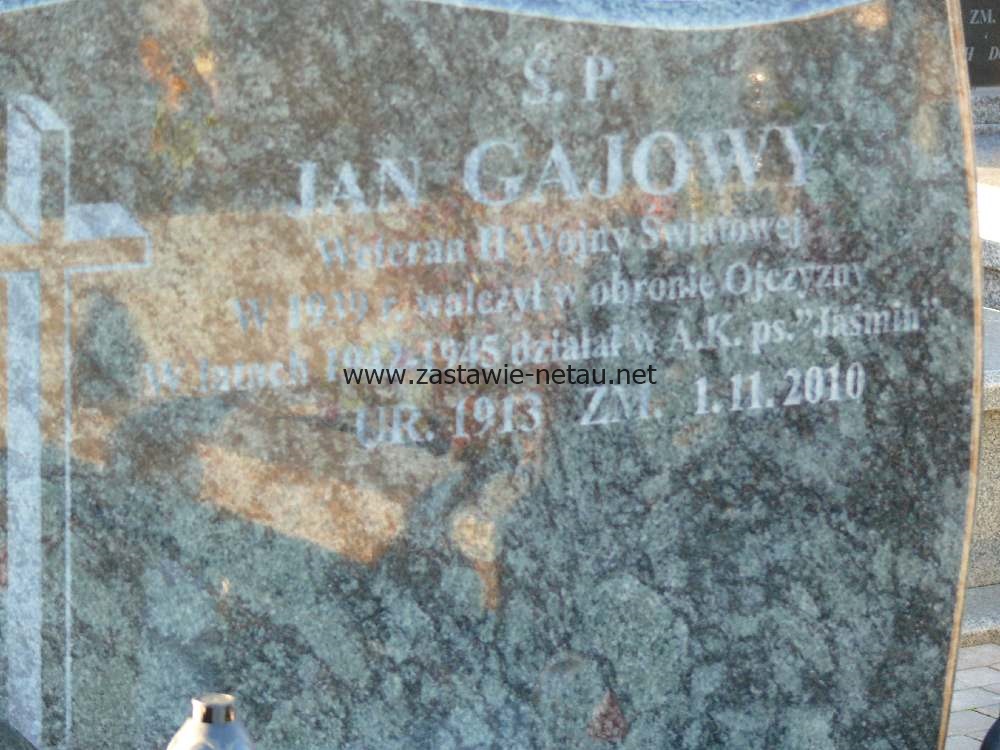 Ś. P.
JAN GAJOWY
Weteran II Wojny Światowej
W 1939 r. walczył w obronie Ojczyzny
W latach 1942-1945 działał w A.K. ps."Jaśmin"
www.zastawie-netau.net
UR. 1913 ZM. 1.11.2010
ZM.